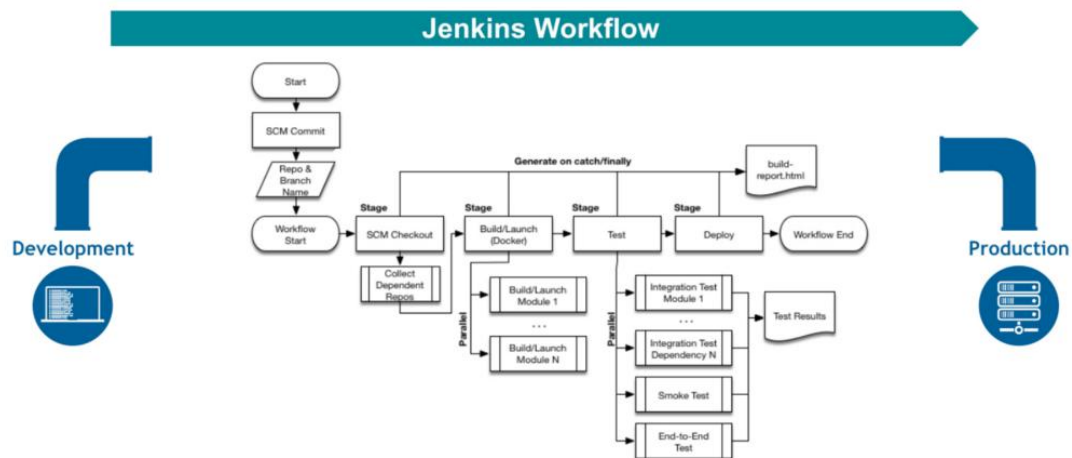 Jenkins Workflow
Start
SCM Commit
Repo &
Branch
Name
Generate on catch/finally
build-
report.html
Stage
Stage
Stage
Stage
Workflow
Start
SCM Checkout
Build/Launch
(Docker)
Test
Deploy
Workflow End
Development
Production
Collect
Dependent
Repos
Parallel
Build/Launch
Module 1
...
Build/Launch
Module N
Parallel
Integration Test
Module 1
...
Integration Test
Dependency N
Smoke Test
End-to-End
Test
Test Results